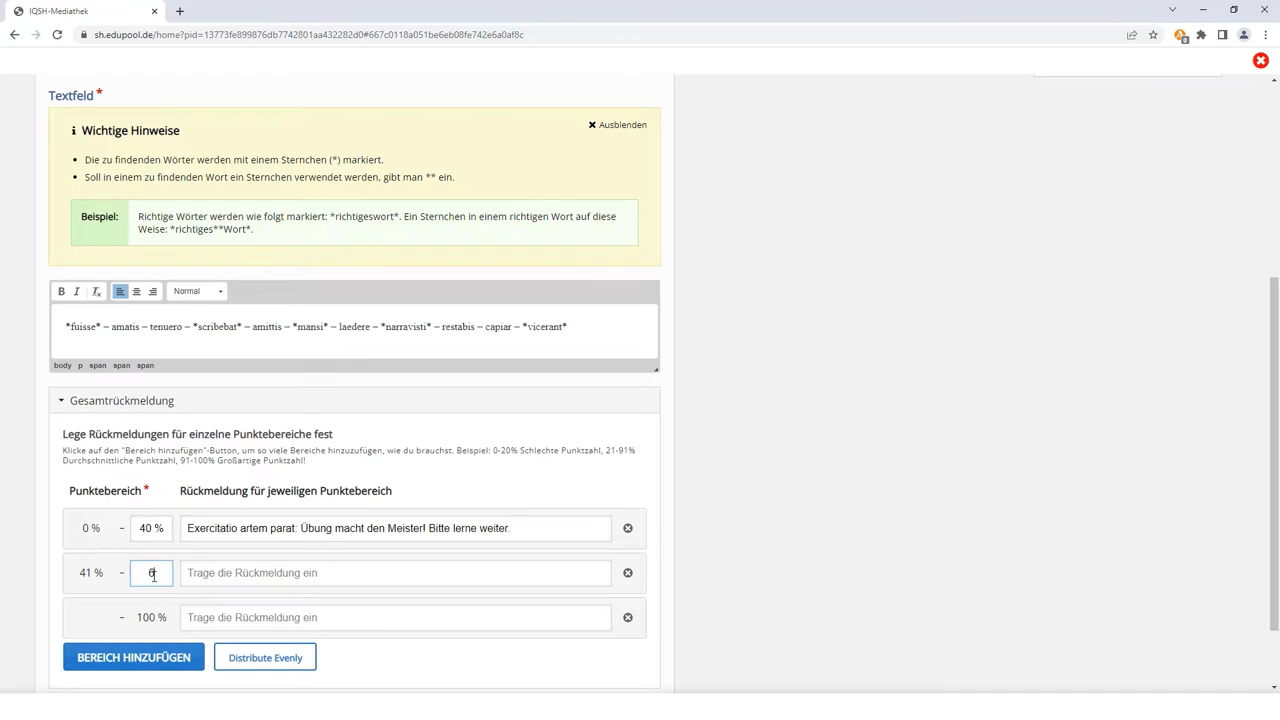 IQSH-Mediathek
sh.edupool.de/home?pid=13773fe899876db7742801aa432282d0#667c0118a051be6eb08fe742e6a0af8c
Textfeld *
Wichtige Hinweise
Ausblenden
Die zu findenden Wörter werden mit einem Sternchen (*) markiert.
Soll in einem zu findenden Wort ein Sternchen verwendet werden, gibt man ** ein.
Beispiel: Richtige Wörter werden wie folgt markiert: *richtigeswort*. Ein Sternchen in einem richtigen Wort auf diese
Weise: *richtiges**Wort*.
B I Tx Normal
*fuisse* – amatis – tenuero – *scribebat* – amittis – *mansi* – laedere – *narravisti* – restabis – capiar – *vicerant*
body p span span span
Gesamtrückmeldung
Lege Rückmeldungen für einzelne Punktebereiche fest
Klicke auf den "Bereich hinzufügen"-Button, um so viele Bereiche hinzuzufügen, wie du brauchst. Beispiel: 0-20% Schlechte Punktzahl, 21-91%
Durchschnittliche Punktzahl, 91-100% Großartige Punktzahl!
Punktebereich * Rückmeldung für jeweiligen Punktebereich
0 % – 40 % Exercitatio artem parat: Übung macht den Meister! Bitte lerne weiter.
41 % – 6 Trage die Rückmeldung ein
– 100 % Trage die Rückmeldung ein
BEREICH HINZUFÜGEN Distribute Evenly